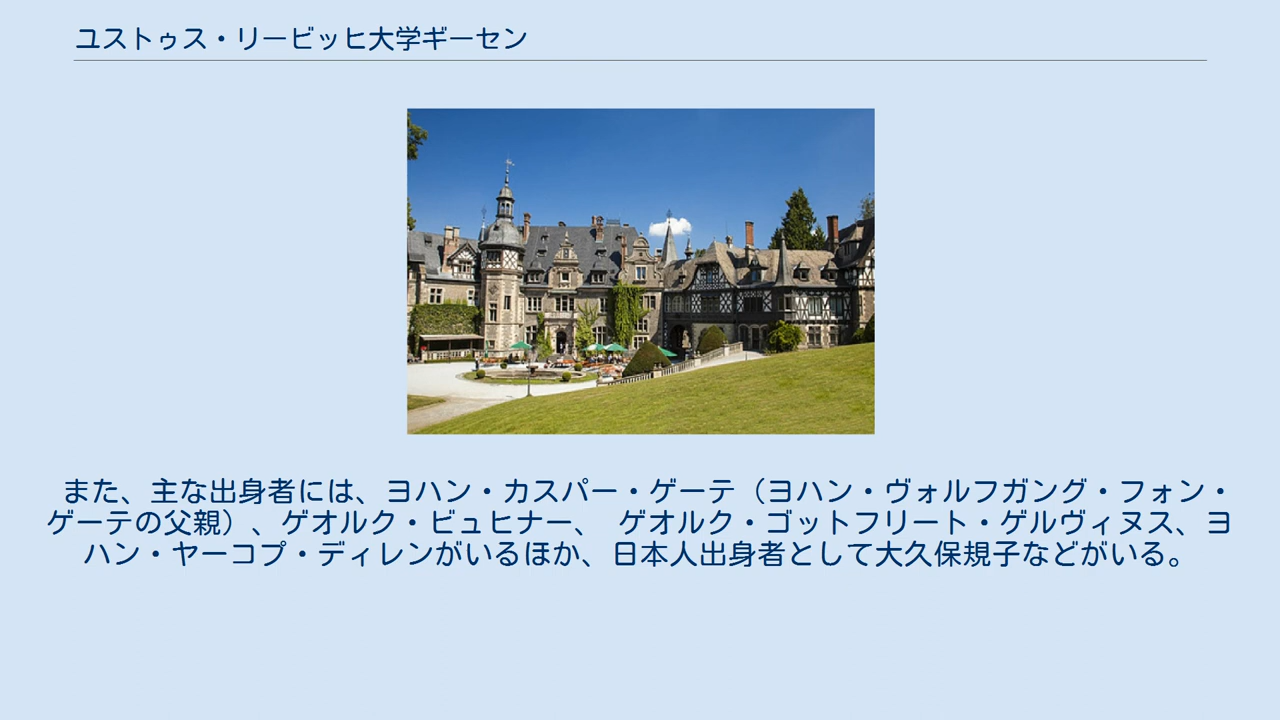 ユストゥス・リービッヒ大学ギーセン
また、主な出身者には、ヨハン・カスパー・ゲーテ（ヨハン・ヴォルフガング・フォン・
ゲーテの父親）、ゲオルク・ビュヒナー、 ゲオルク・ゴットフリート・ゲルヴィヌス、ヨ
ハン・ヤーコプ・ディレンがいるほか、日本人出身者として大久保規子などがいる。